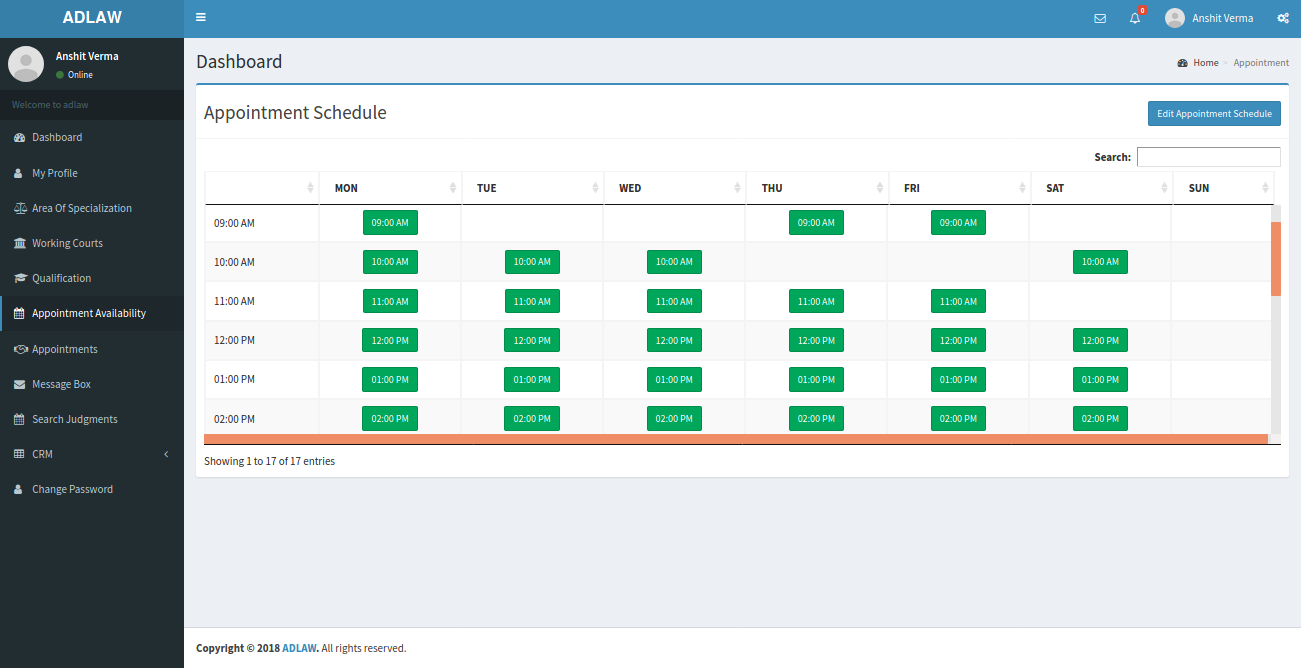 ADLAW
0
Anshit Verma
Anshit Verma
Online
Welcome to adlaw
Dashboard
My Profile
Area Of Specialization
Working Courts
Qualification
Appointment Availability
Appointments
Message Box
Search Judgments
CRM
Change Password
Dashboard
Home > Appointment
Appointment Schedule
Edit Appointment Schedule
Search:
MON TUE WED THU FRI SAT SUN
09:00 AM 09:00 AM 09:00 AM 09:00 AM
10:00 AM 10:00 AM 10:00 AM 10:00 AM 10:00 AM
11:00 AM 11:00 AM 11:00 AM 11:00 AM 11:00 AM 11:00 AM
12:00 PM 12:00 PM 12:00 PM 12:00 PM 12:00 PM 12:00 PM 12:00 PM
01:00 PM 01:00 PM 01:00 PM 01:00 PM 01:00 PM 01:00 PM 01:00 PM
02:00 PM 02:00 PM 02:00 PM 02:00 PM 02:00 PM 02:00 PM 02:00 PM
Showing 1 to 17 of 17 entries
Copyright © 2018 ADLAW. All rights reserved.